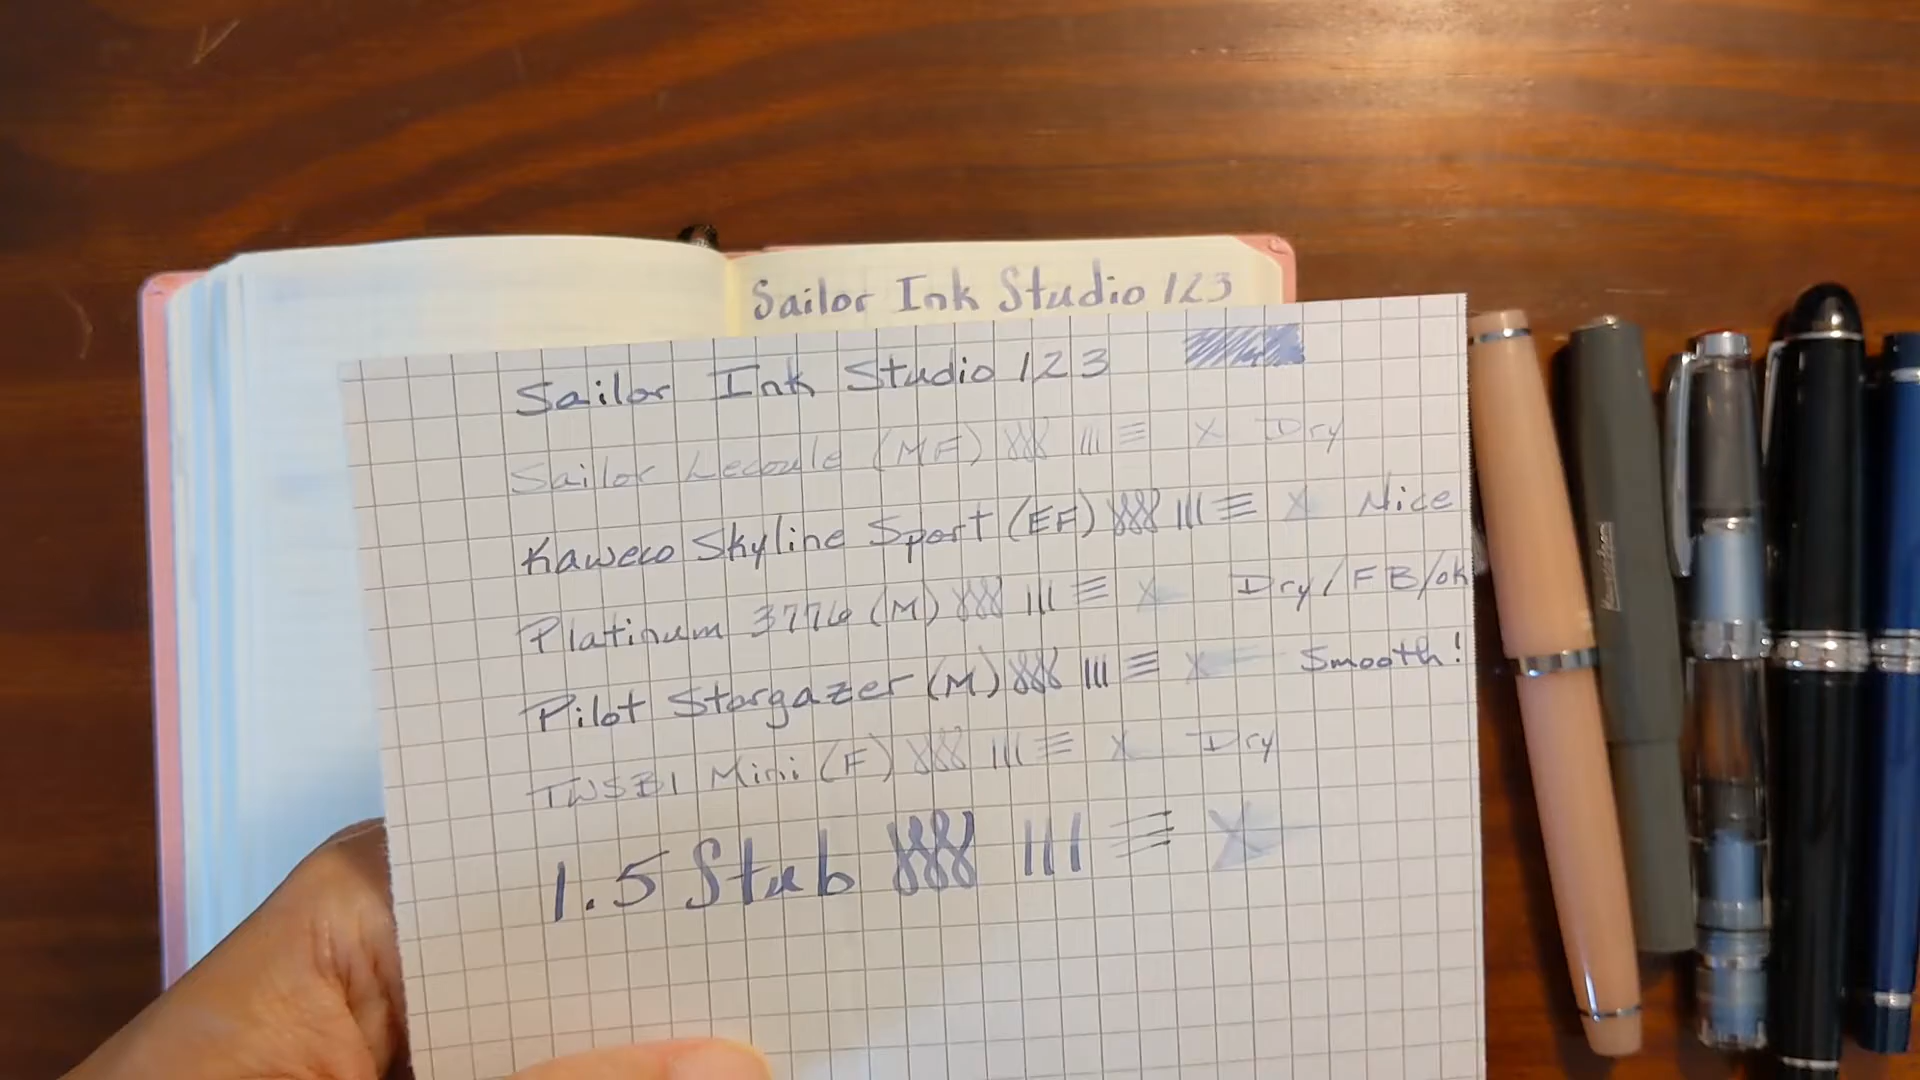 Sailor Ink Studio 123
Sailor Ink Studio 123
Sailor Lecoule (MF) X Dry
Kaweco Skyline Sport (EF) X Nice
Platinum 3776 (M) X Dry/FB/ok
Pilot Stargazer (M) X Smooth!
TWSBI Mini (F) X Dry
1.5 Stub X